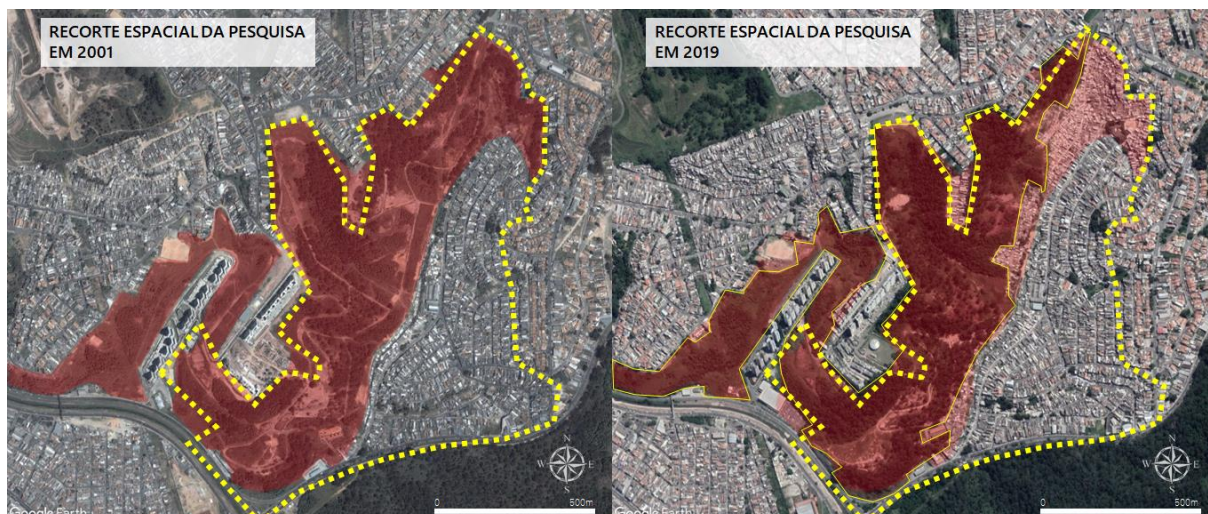 RECORTE ESPACIAL DA PESQUISA
EM 2001
RECORTE ESPACIAL DA PESQUISA
EM 2019
N
W E
S
N
W E
S
0 500m
0 500m
Google Earth
Google Earth